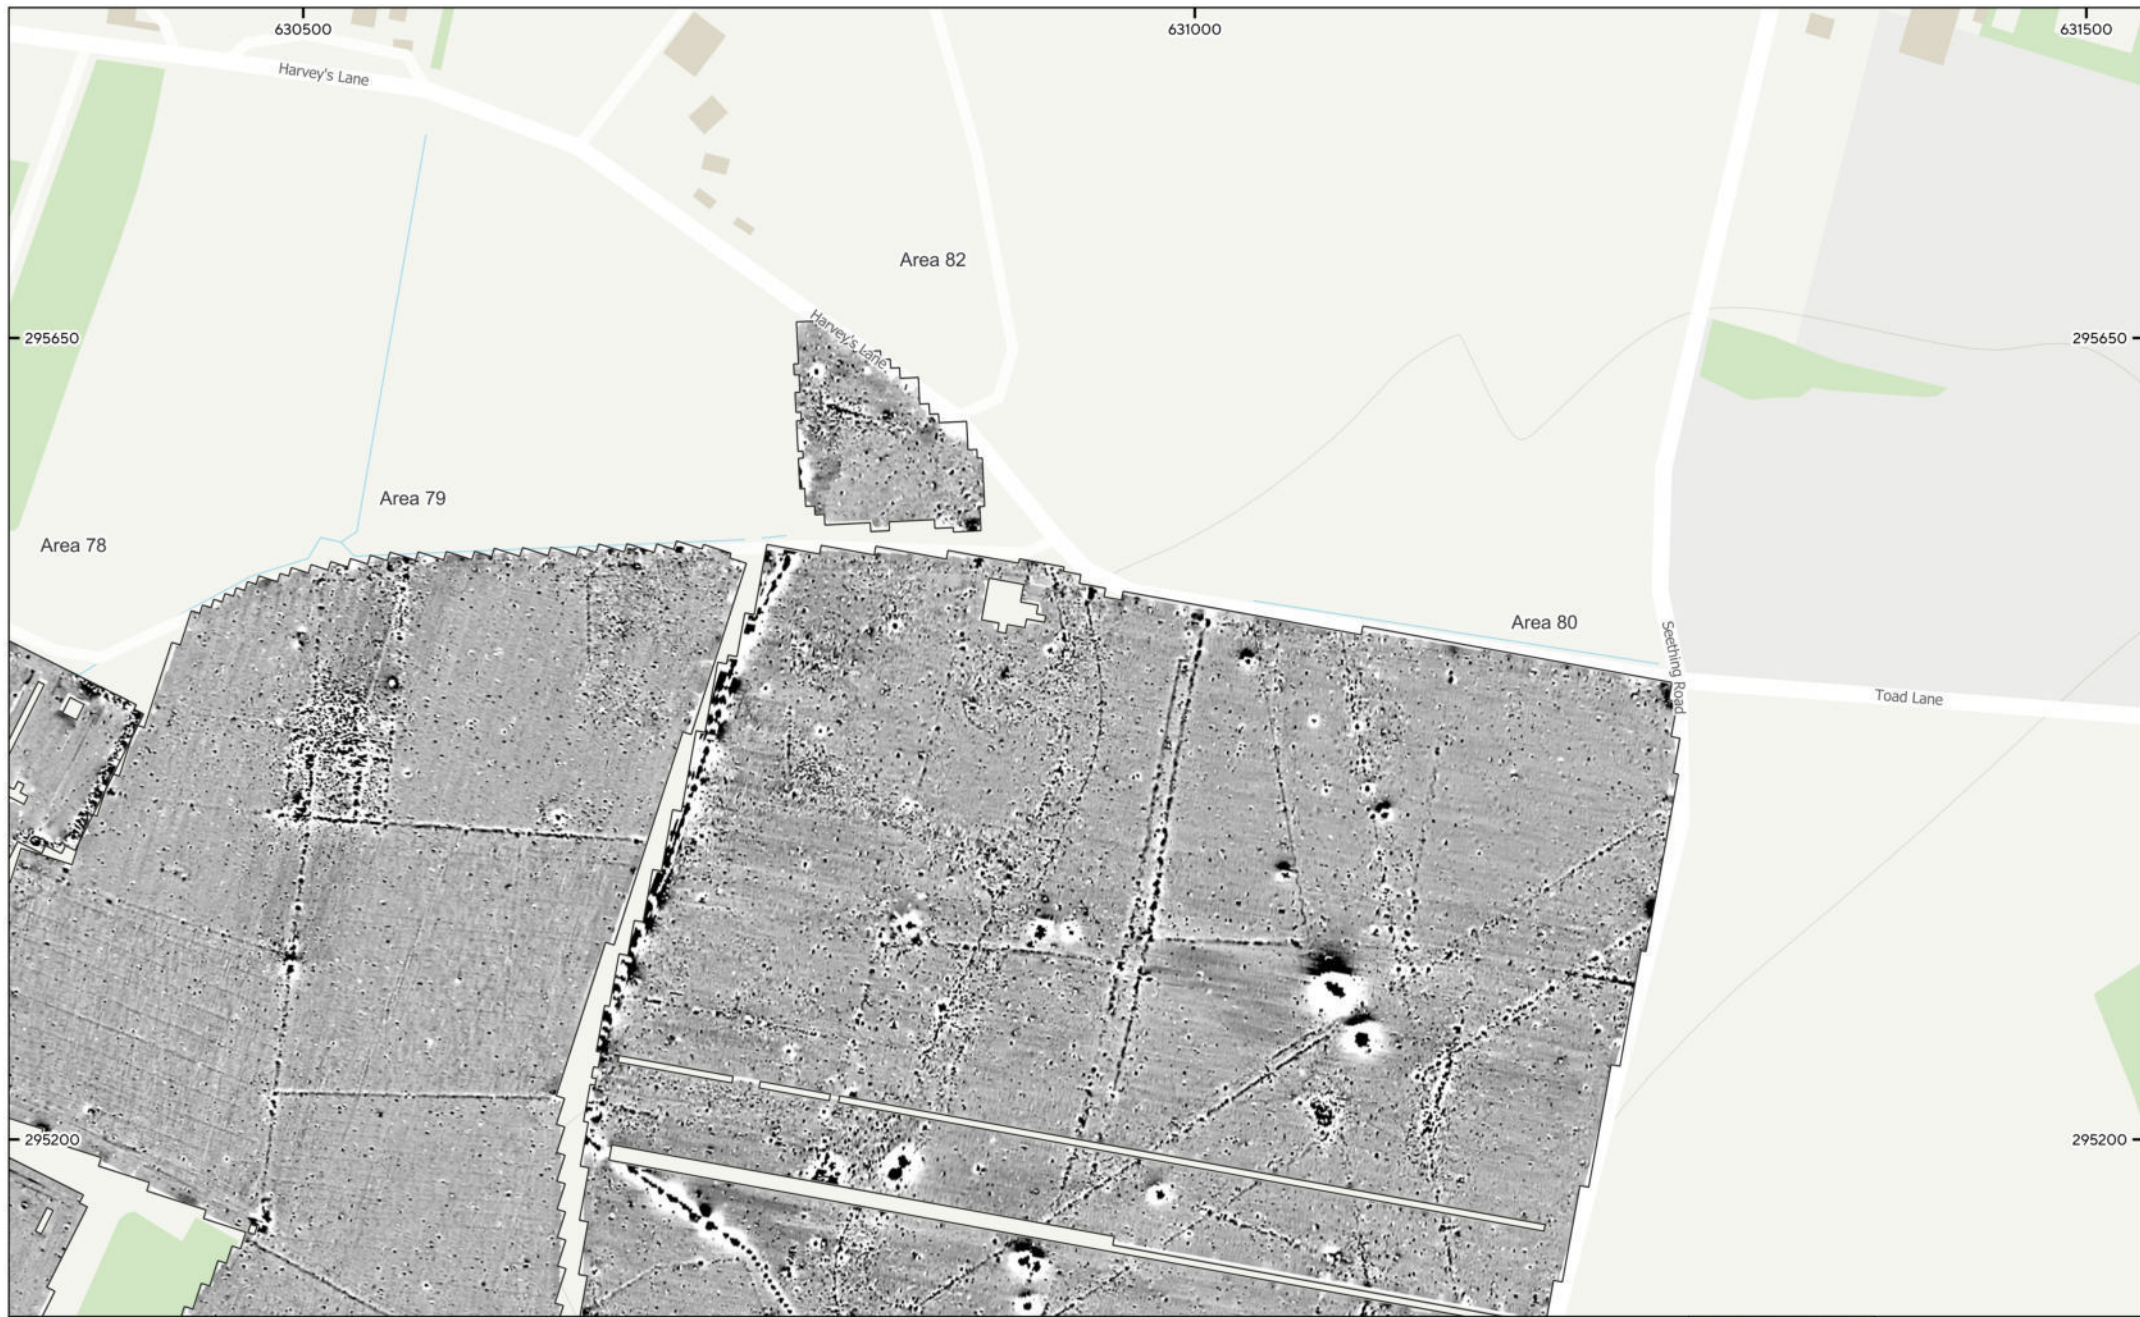 630500
631000
631500
Harvey's Lane
Area 82
Harvey's Lane
295650
295650
Area 79
Area 78
Area 80
Seething Road
Toad Lane
295200
295200